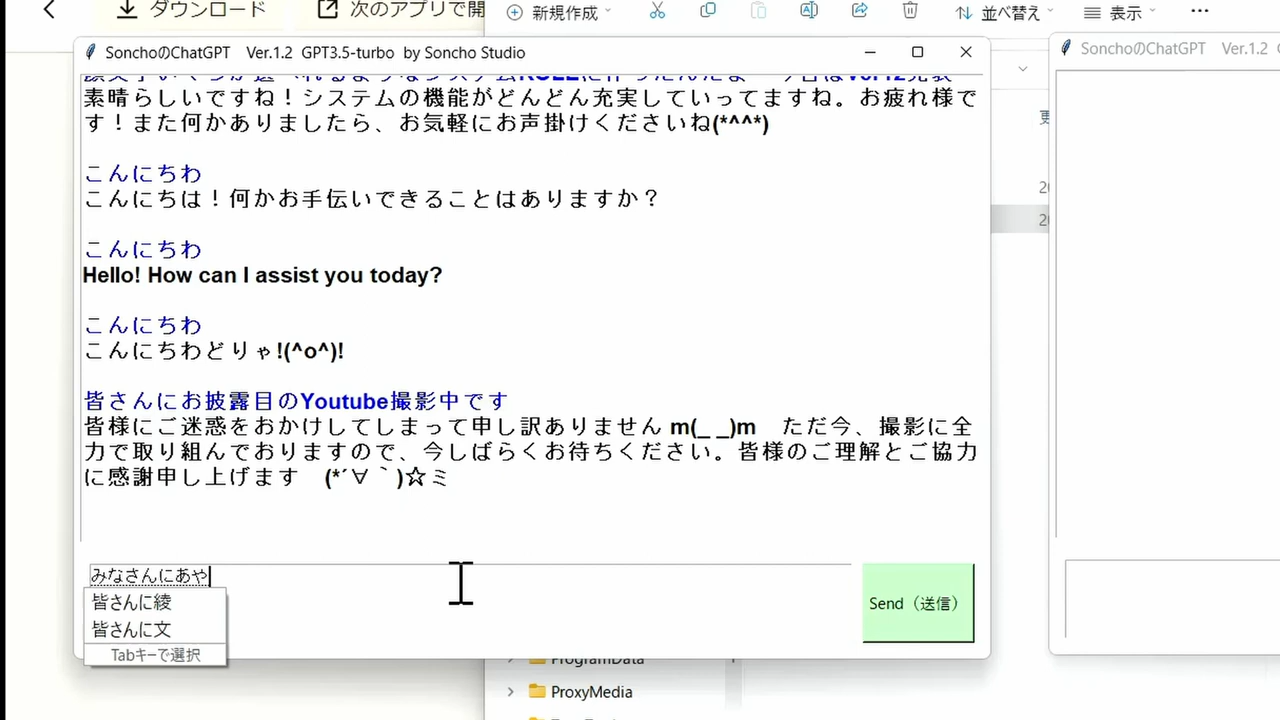 ダウンロード
次のアプリで開
新規作成
並べ替え
表示
SonchoのChatGPT Ver.1.2 GPT3.5-turbo by Soncho Studio
SonchoのChatGPT Ver.1.2
素晴らしいですね！システムの機能がどんどん充実していってますね。お疲れ様で
す！また何かありましたら、お気軽にお声掛けくださいね(*^^*)
こんにちわ
こんにちは！何かお手伝いできることはありますか？
こんにちわ
Hello! How can I assist you today?
こんにちわ
こんにちわどりゃ!(^o^)!
皆さんにお披露目のYoutube撮影中です
皆様にご迷惑をおかけしてしまって申し訳ありません m(_ _)m ただ今、撮影に全
力で取り組んでおりますので、今しばらくお待ちください。皆様のご理解とご協力
に感謝申し上げます (*´∀｀)☆ミ
みなさんにあや
皆さんに綾
皆さんに文
Tabキーで選択
Send（送信）
ProgramData
ProxyMedia